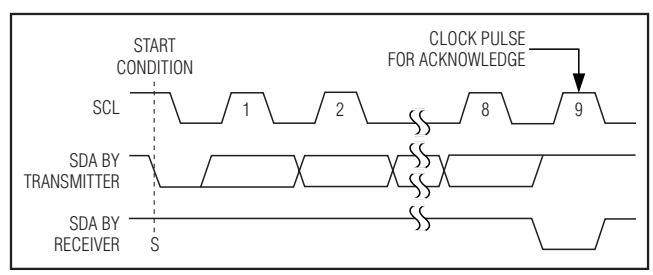 START
CONDITION
CLOCK PULSE
FOR ACKNOWLEDGE
SCL
1
2
8
9
SDA BY
TRANSMITTER
SDA BY
RECEIVER
S